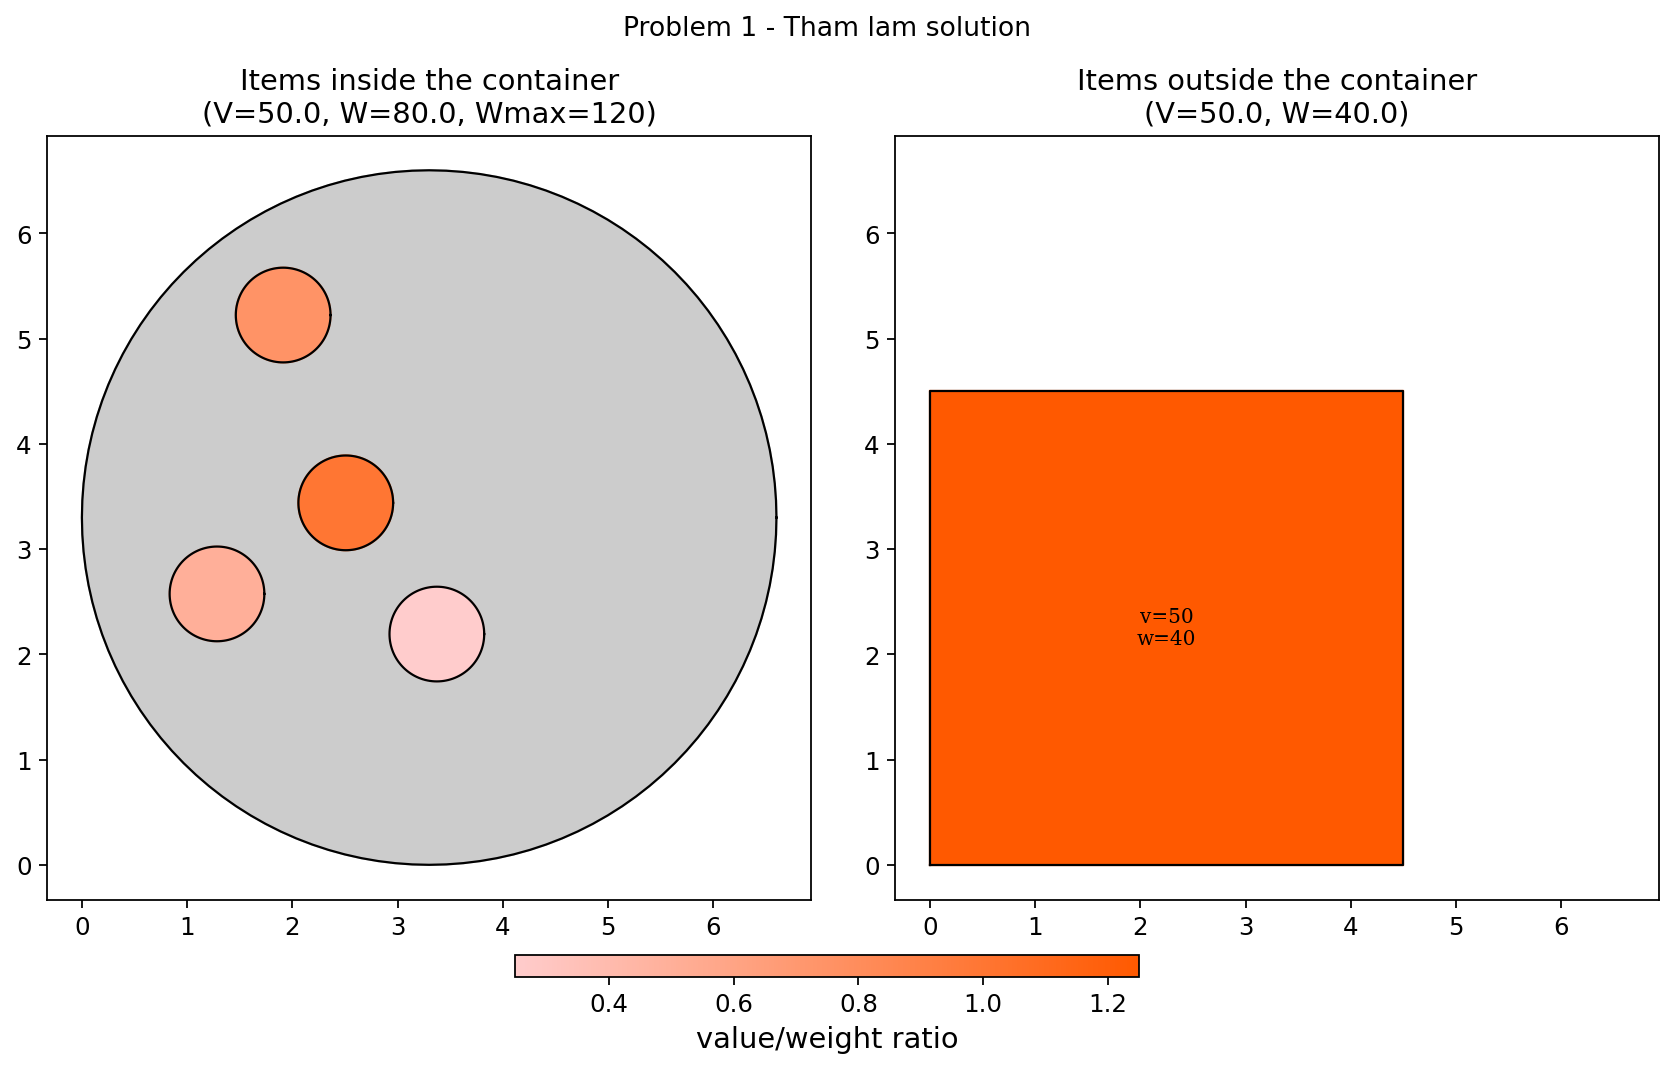 Problem 1 - Tham lam solution
Items inside the container
(V=50.0, W=80.0, Wmax=120)
6
5
4
3
2
1
0
0 1 2 3 4 5 6
Items outside the container
(V=50.0, W=40.0)
6
5
4
3
2
1
0
v=50
w=40
0 1 2 3 4 5 6
0.4 0.6 0.8 1.0 1.2
value/weight ratio